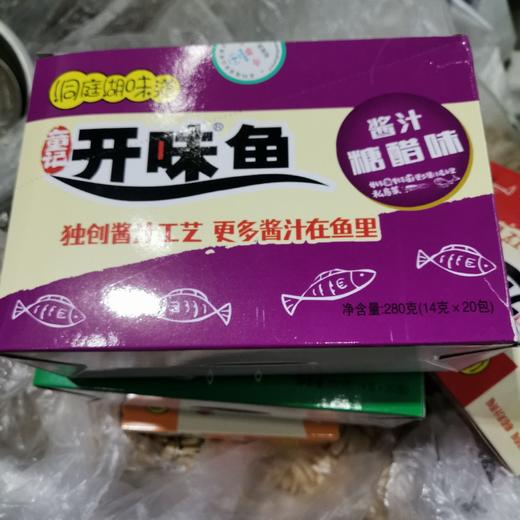 洞庭湖味道
童记
开味鱼®
酱汁
糖醋味
独创酱汁工艺 更多酱汁在鱼里
净含量:280克(14克×20包)